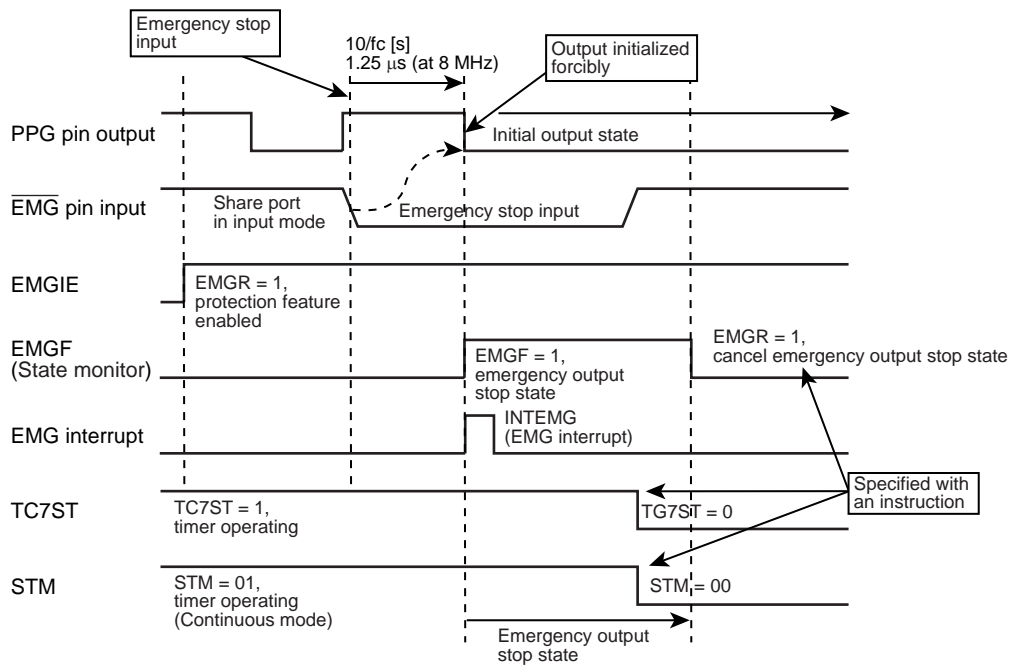 Emergency stop
input
10/fc [s]
1.25 μs (at 8 MHz)
Output initialized
forcibly
PPG pin output
Initial output state
EMG pin input
Share port
in input mode
Emergency stop input
EMGIE
EMGR = 1,
protection feature
enabled
EMGF
(State monitor)
EMGF = 1,
emergency output
stop state
EMGR = 1,
cancel emergency output stop state
EMG interrupt
INTEMG
(EMG interrupt)
Specified with
an instruction
TC7ST
TC7ST = 1,
timer operating
TG7ST = 0
STM
STM = 01,
timer operating
(Continuous mode)
STM = 00
Emergency output
stop state